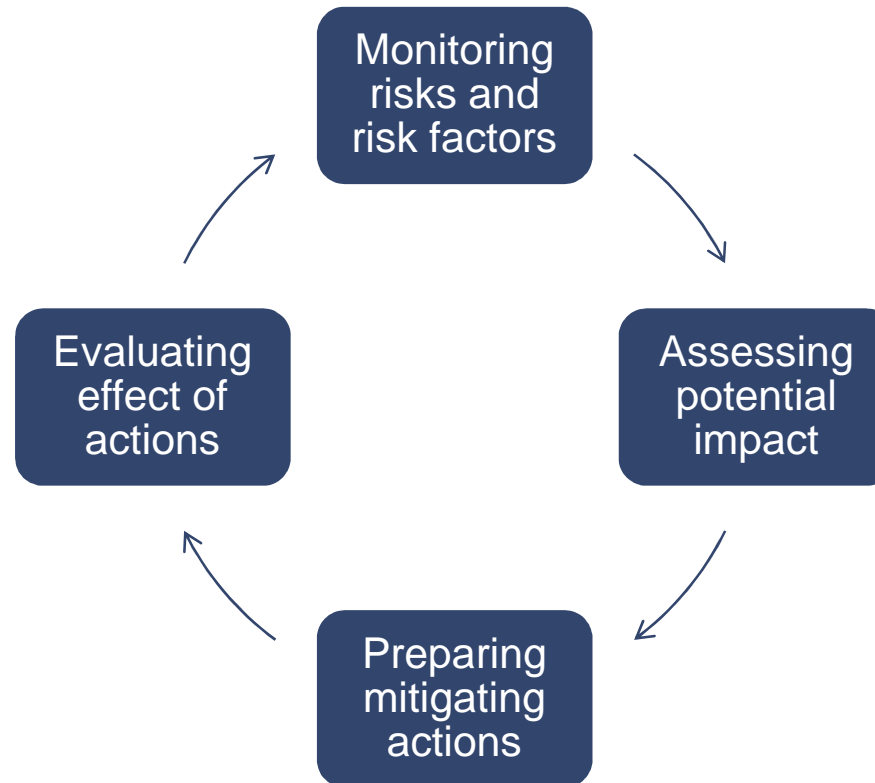 Monitoring
risks and
risk factors
Evaluating
effect of
actions
Assessing
potential
impact
Preparing
mitigating
actions